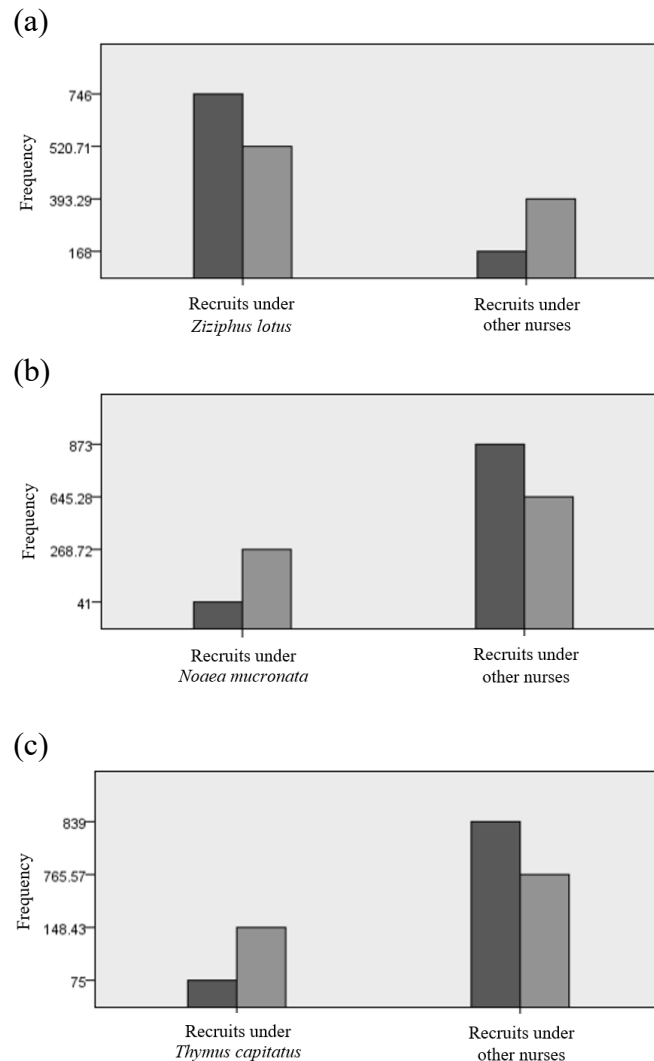 (a)
746
520.71
393.29
168
Frequency
Recruits under
Ziziphus lotus
Recruits under
other nurses
(b)
873
645.28
268.72
41
Frequency
Recruits under
Noaea mucronata
Recruits under
other nurses
(c)
839
765.57
148.43
75
Frequency
Recruits under
Thymus capitatus
Recruits under
other nurses